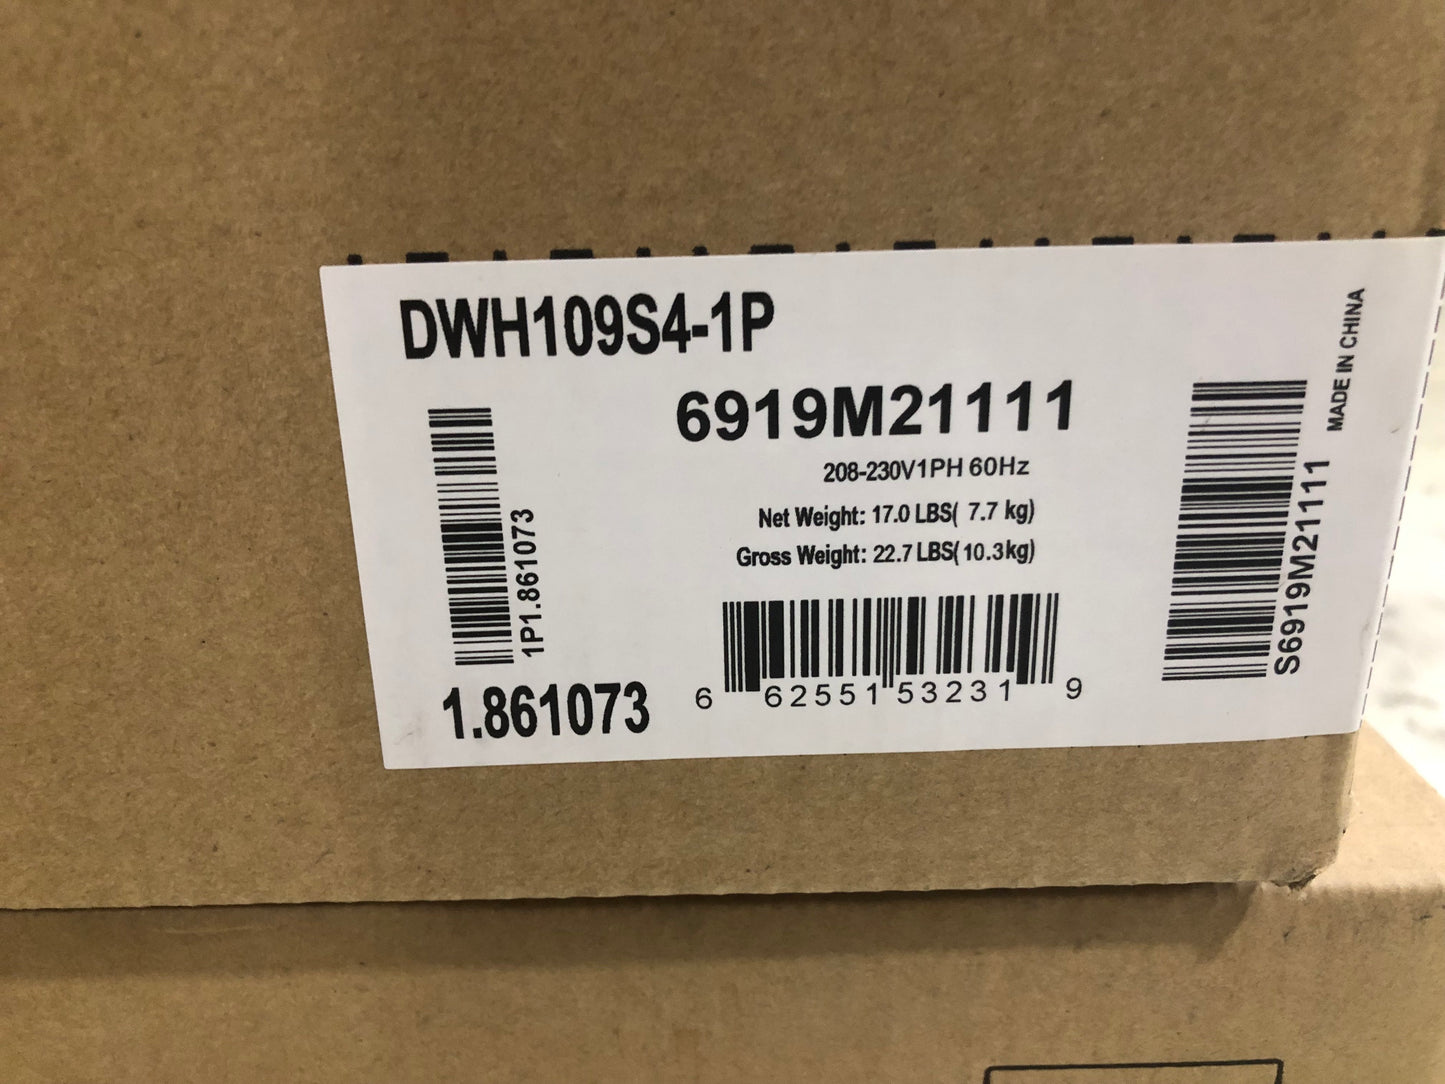 DWH109S4-1P
6919M21111
208-230V1PH 60Hz
Net Weight: 17.0 LBS( 7.7 kg)
Gross Weight: 22.7 LBS(10.3kg)
1P1.861073
1.861073
6 62551 53231 9
S6919M21111
MADE IN CHINA